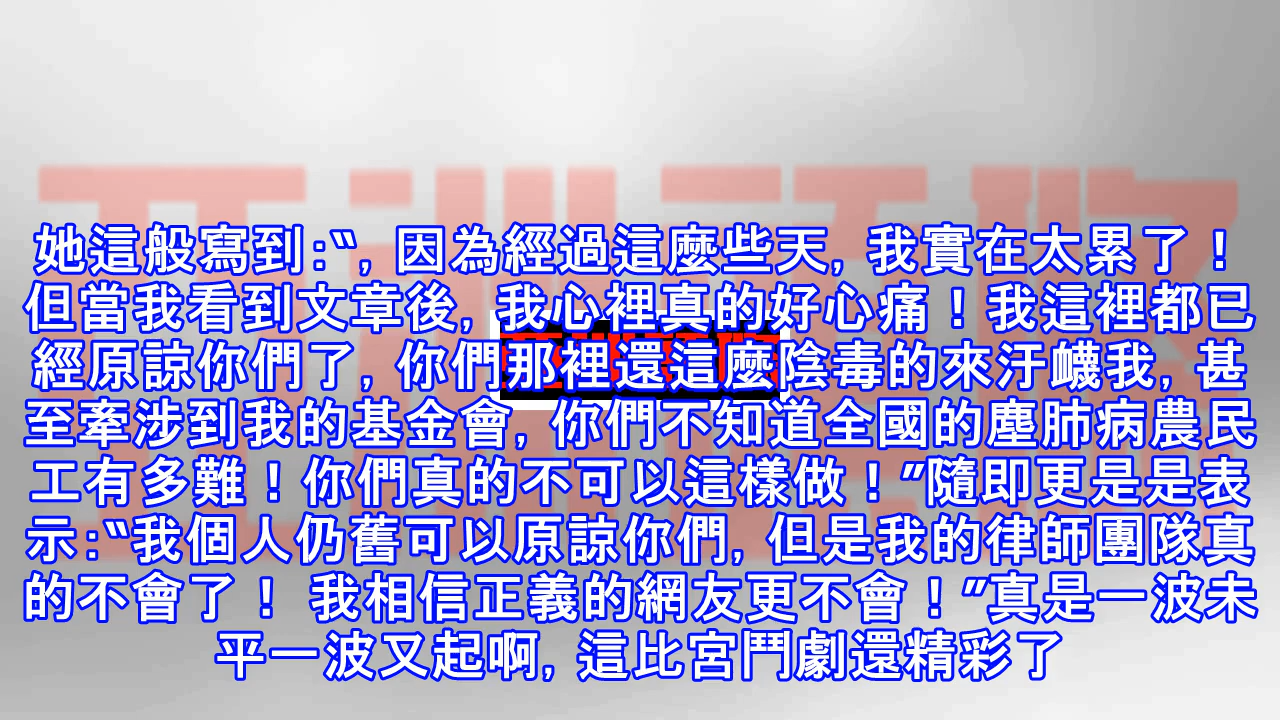 她這般寫到:“, 因為經過這麼些天, 我實在太累了！
但當我看到文章後, 我心裡真的好心痛！我這裡都已
經原諒你們了, 你們那裡還這麼陰毒的來汙衊我, 甚
至牽涉到我的基金會, 你們不知道全國的塵肺病農民
工有多難！你們真的不可以這樣做！”隨即更是是表
示:“我個人仍舊可以原諒你們, 但是我的律師團隊真
的不會了！ 我相信正義的網友更不會！”真是一波未
平一波又起啊, 這比宮鬥劇還精彩了